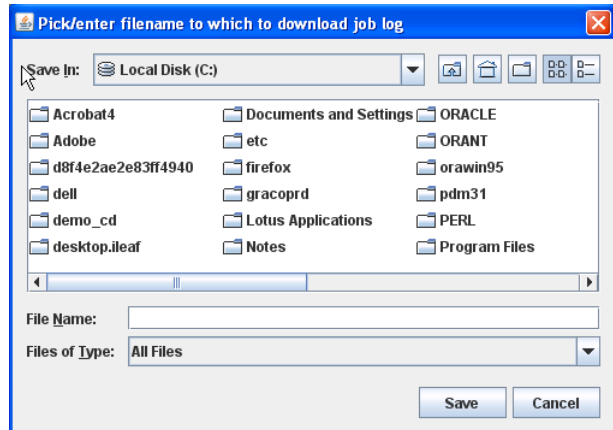 Pick/enter filename to which to download job log
Save In: Local Disk (C:)
Acrobat4 Documents and Settings ORACLE
Adobe etc ORANT
d8f4e2ae2e83ff4940 firefox orawin95
dell gracoprd pdm31
demo_cd Lotus Applications PERL
desktop.ileaf Notes Program Files
File Name:
Files of Type: All Files
Save Cancel